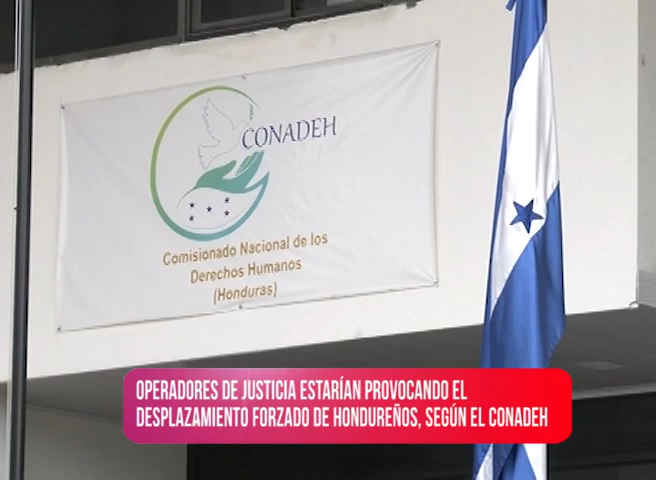 CONADEH
Comisionado Nacional de los
Derechos Humanos
(Honduras)
OPERADORES DE JUSTICIA ESTARÍAN PROVOCANDO EL
DESPLAZAMIENTO FORZADO DE HONDUREÑOS, SEGÚN EL CONADEH